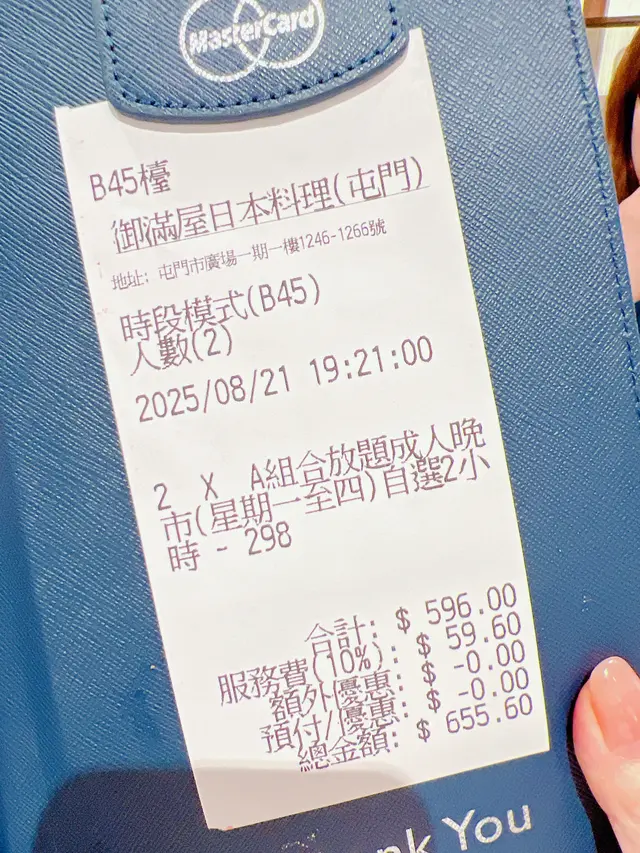 MasterCard
B45檯
御滿屋日本料理(屯門)
地址: 屯門市廣場一期一樓1246-1266號
時段模式(B45)
人數(2)
2025/08/21 19:21:00
2 X A組合放題成人晚
市(星期一至四)自選2小
時 - 298
合計: $ 596.00
服務費(10%): $ 59.60
額外優惠: $ -0.00
預付/優惠: $ -0.00
總金額: $ 655.60
You